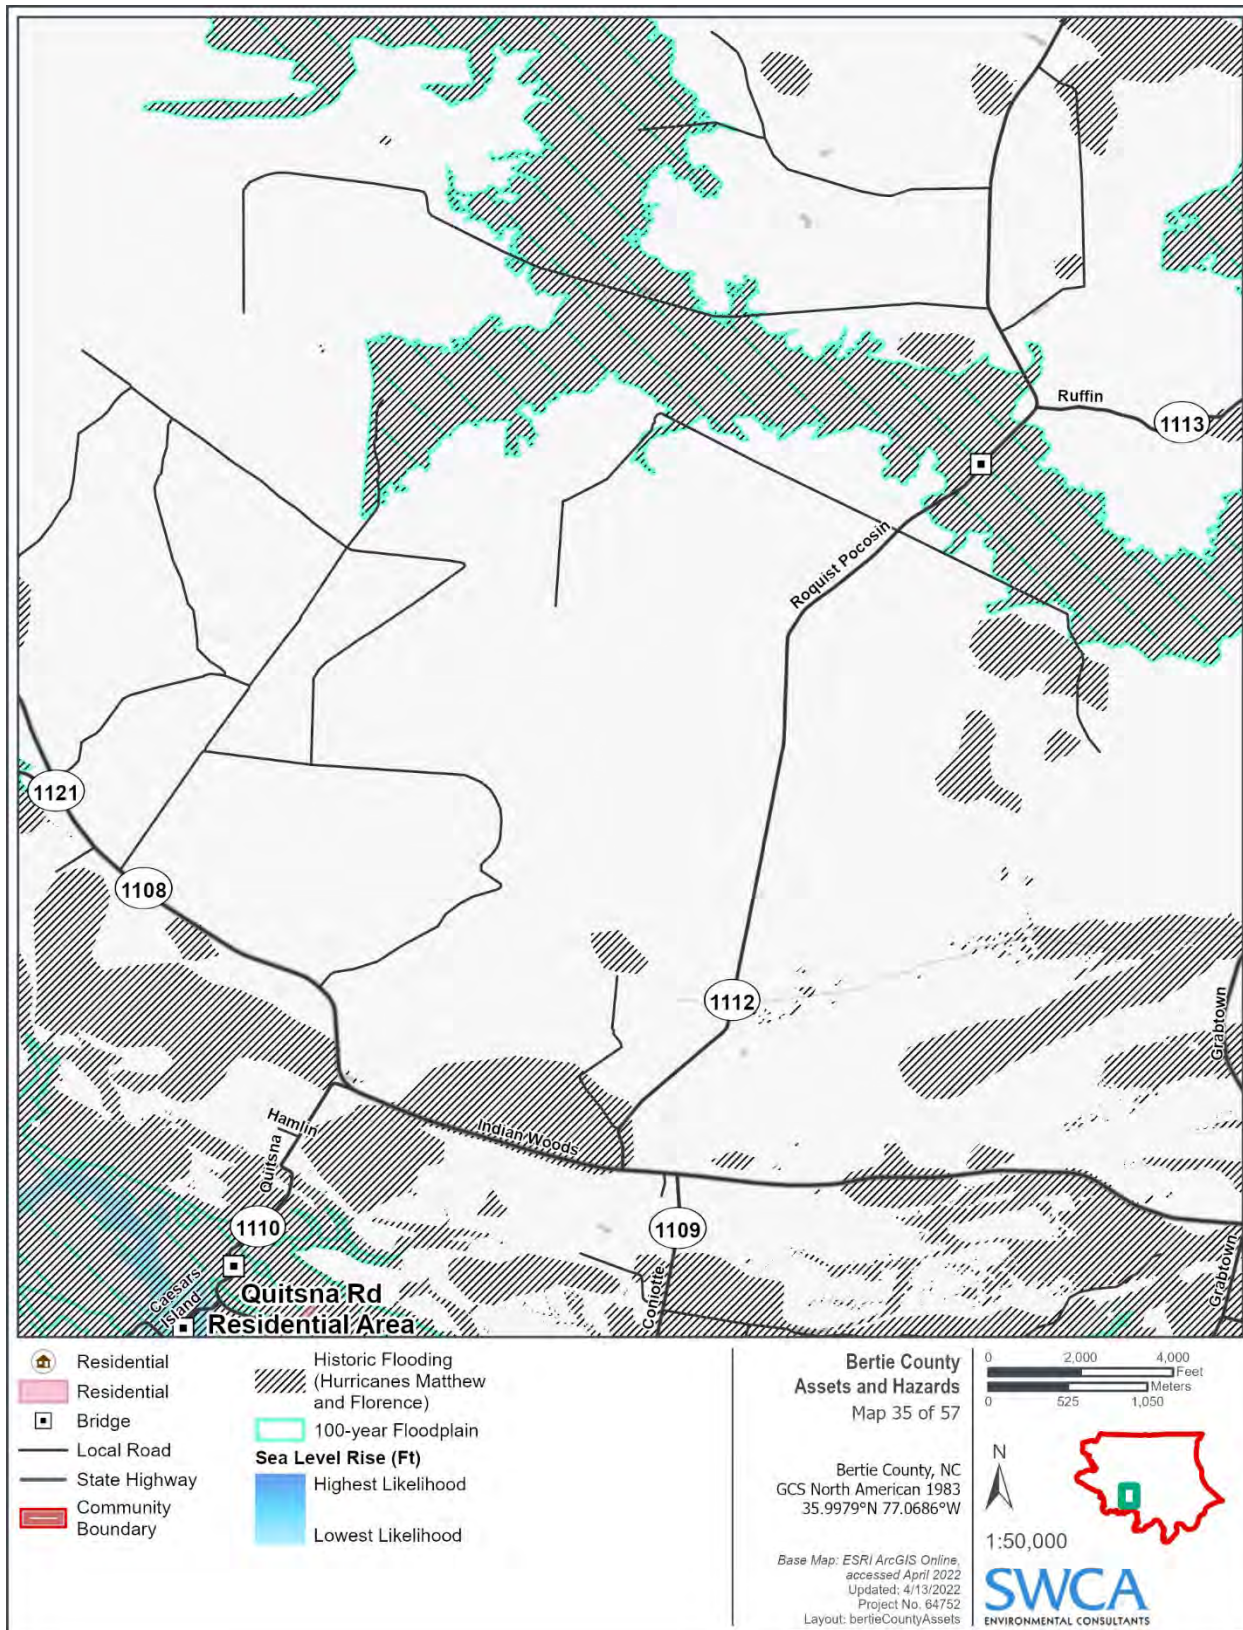 Ruffin
1113
Roquist Pocosin
1121
1108
1112
Grabtown
Hamlin
Indian Woods
Quitsna
1110
1109
Caesars
Island
Quitsna Rd
Residential Area
Coniotte
Grabtown
Residential
Residential
Bridge
Local Road
State Highway
Community
Boundary
Historic Flooding
(Hurricanes Matthew
and Florence)
100-year Floodplain
Sea Level Rise (Ft)
Highest Likelihood
Lowest Likelihood
Bertie County
Assets and Hazards
Map 35 of 57
Bertie County, NC
GCS North American 1983
35.9979°N 77.0686°W
Base Map: ESRI ArcGIS Online,
accessed April 2022
Updated: 4/13/2022
Project No. 64752
Layout: bertieCountyAssets
0 2,000 4,000
Feet
Meters
0 525 1,050
N
1:50,000
SWCA
ENVIRONMENTAL CONSULTANTS